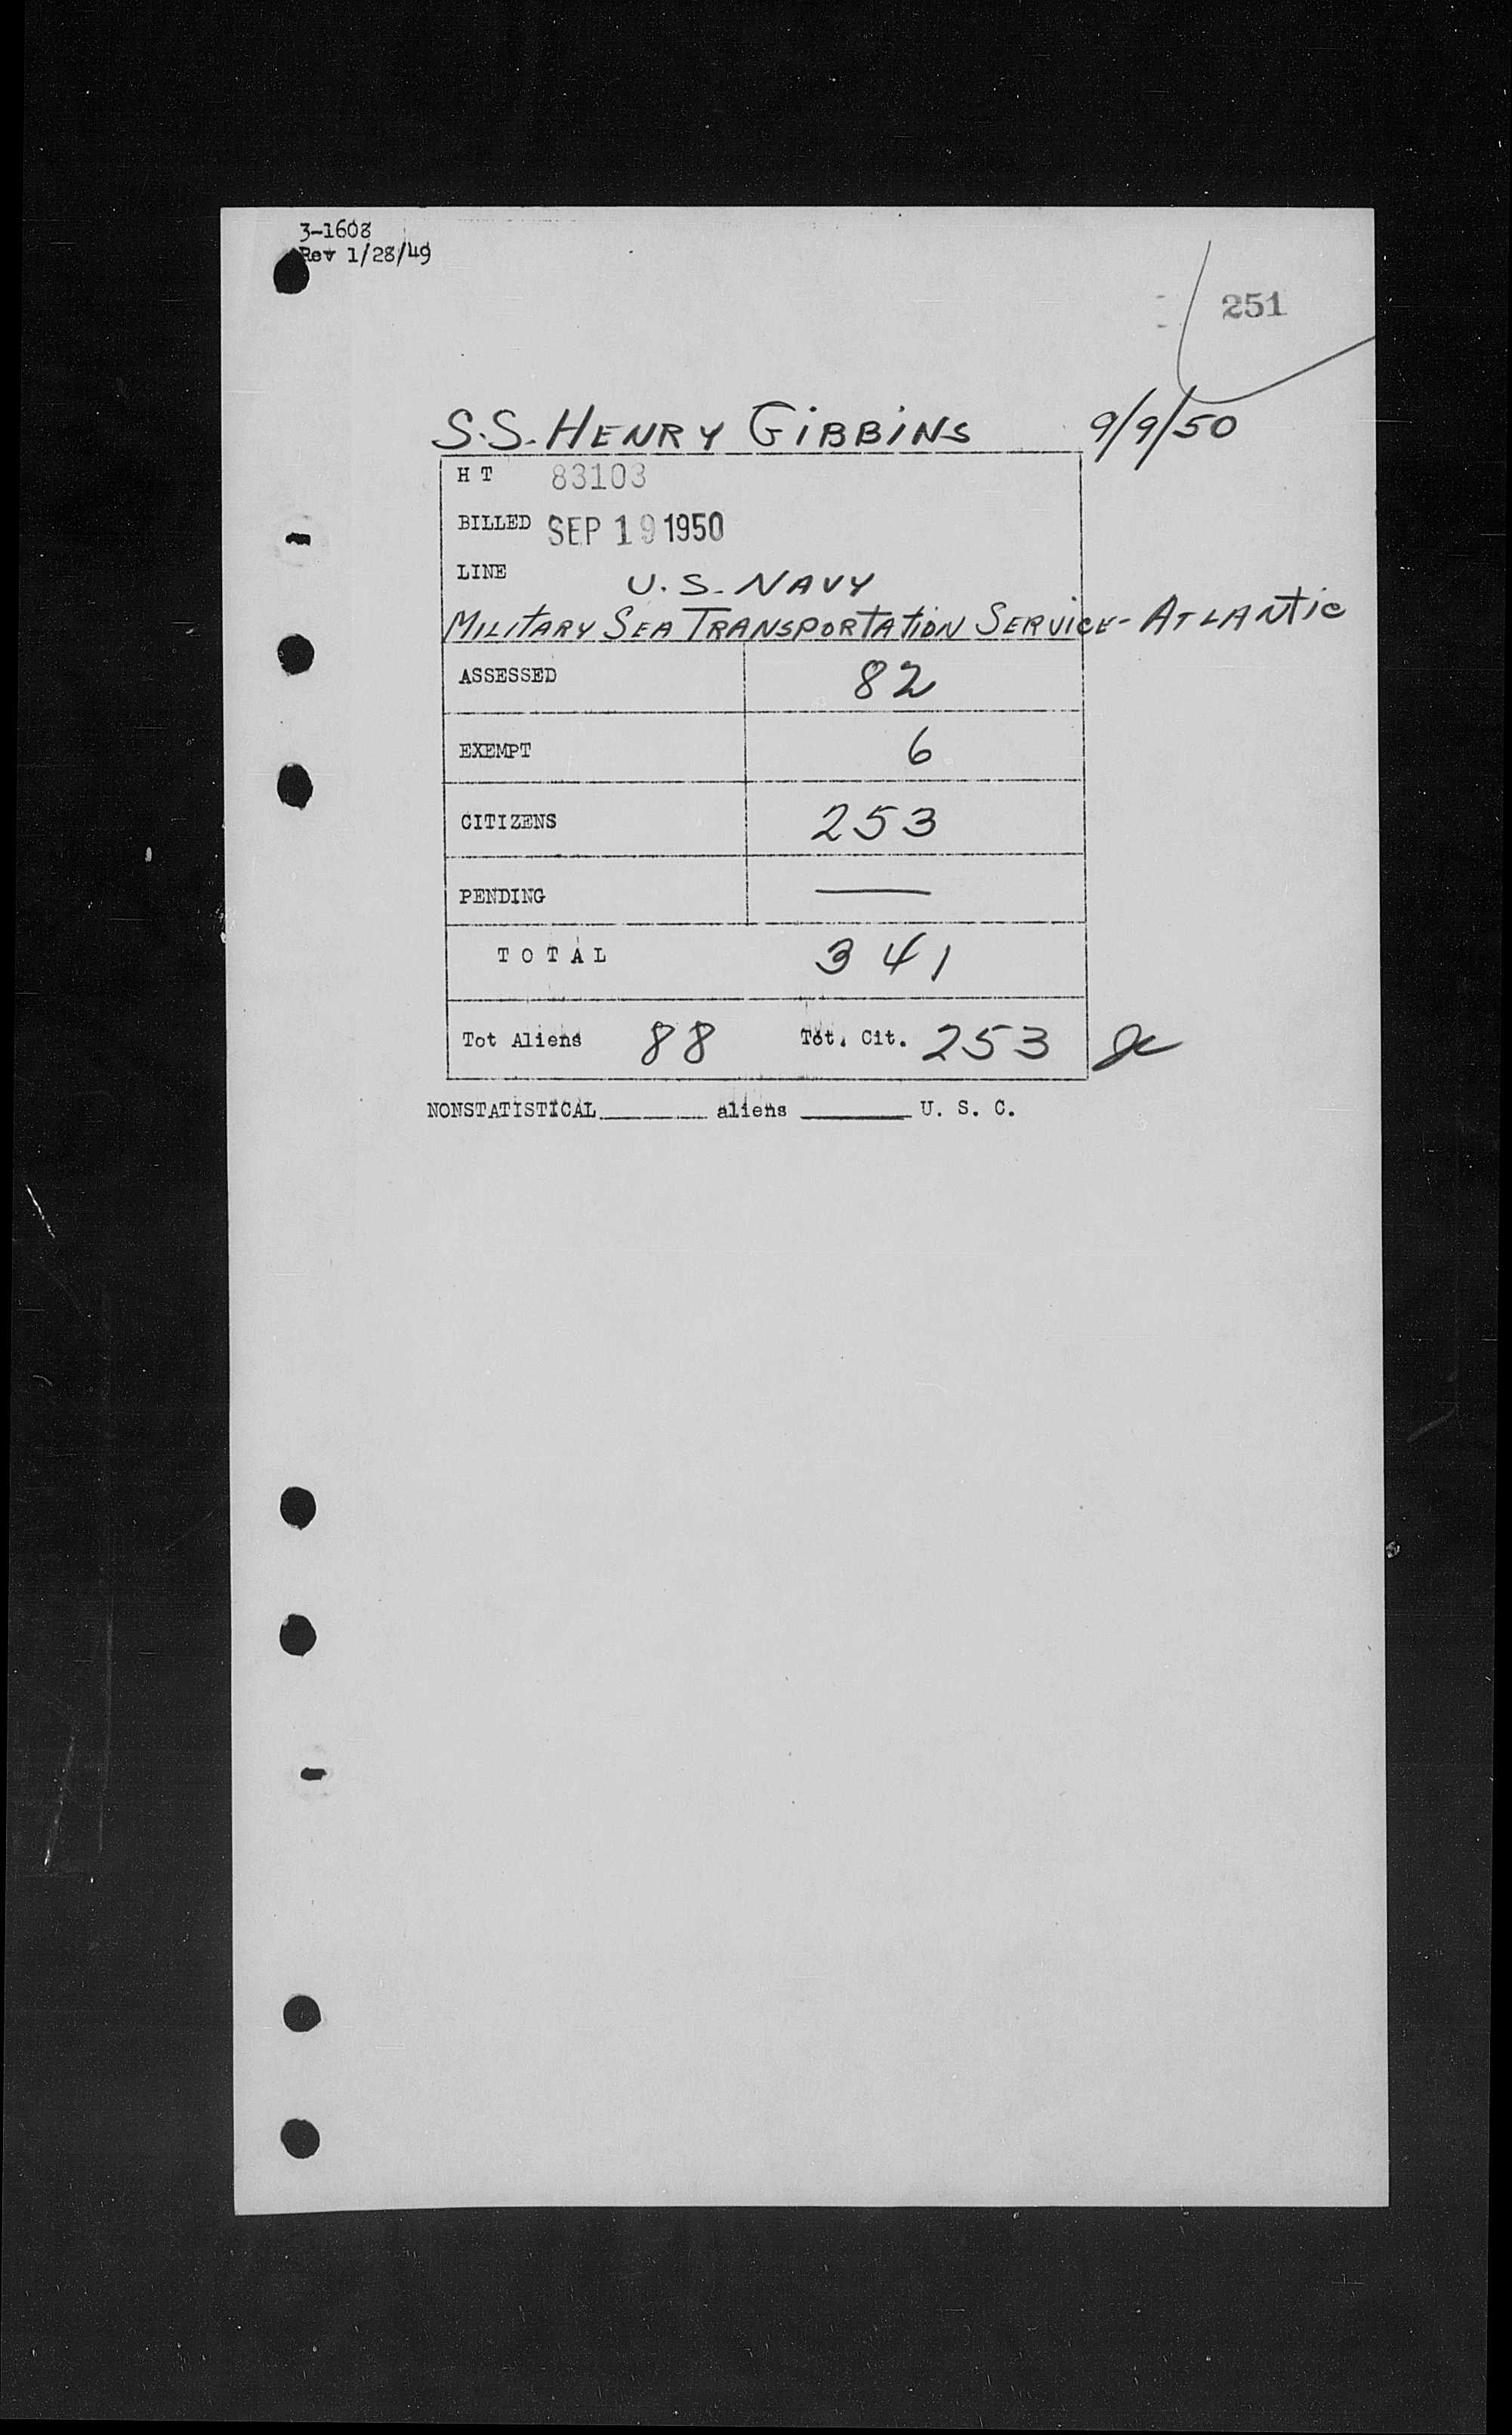 3-1608
Rev 1/28/49
251
S.S. HENRY GIBBINS 9/9/50
H T 83103
BILLED SEP 19 1950
LINE U.S. NAVY
MILITARY SEA TRANSPORTATION SERVICE - ATLANTIC
ASSESSED 82
EXEMPT 6
CITIZENS 253
PENDING —
T O T A L 341
Tot Aliens 88 Tot. Cit. 253
NONSTATISTICAL______ aliens ______ U. S. C.